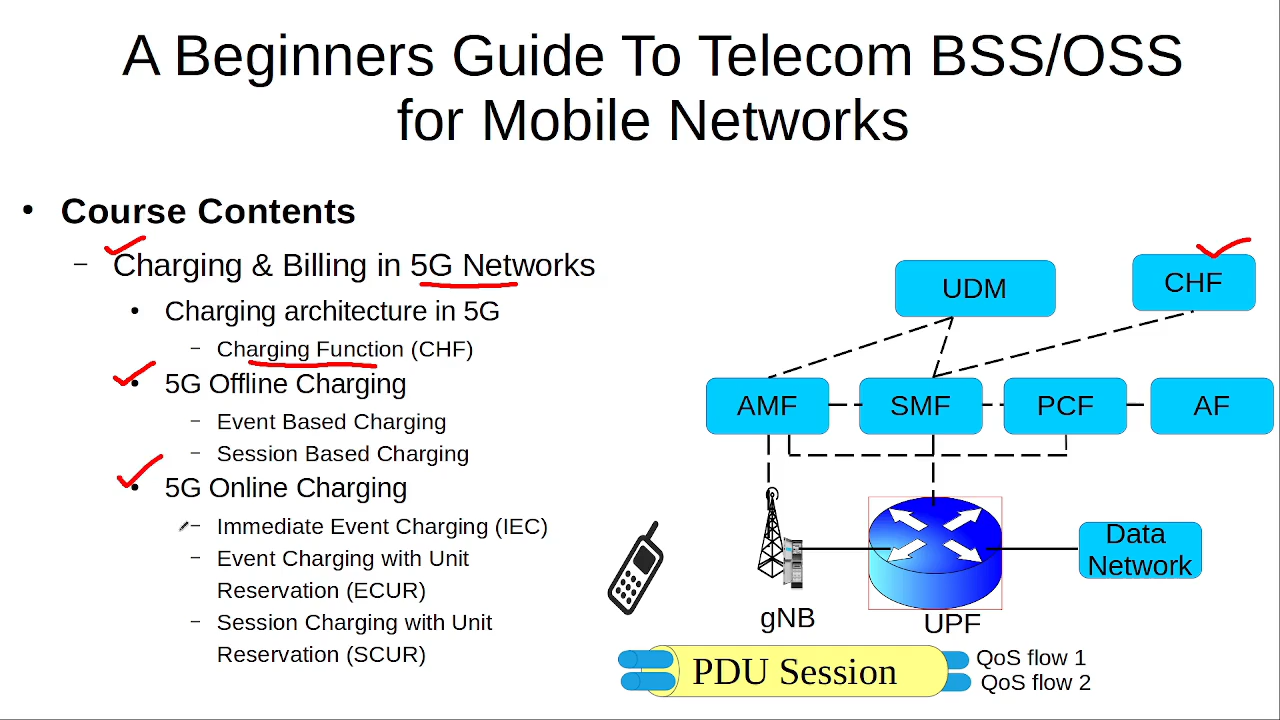 A Beginners Guide To Telecom BSS/OSS
for Mobile Networks
• Course Contents
– Charging & Billing in 5G Networks
• Charging architecture in 5G
– Charging Function (CHF)
• 5G Offline Charging
– Event Based Charging
– Session Based Charging
• 5G Online Charging
– Immediate Event Charging (IEC)
– Event Charging with Unit
Reservation (ECUR)
– Session Charging with Unit
Reservation (SCUR)
UDM
CHF
AMF
SMF
PCF
AF
Data
Network
gNB
UPF
PDU Session
QoS flow 1
QoS flow 2